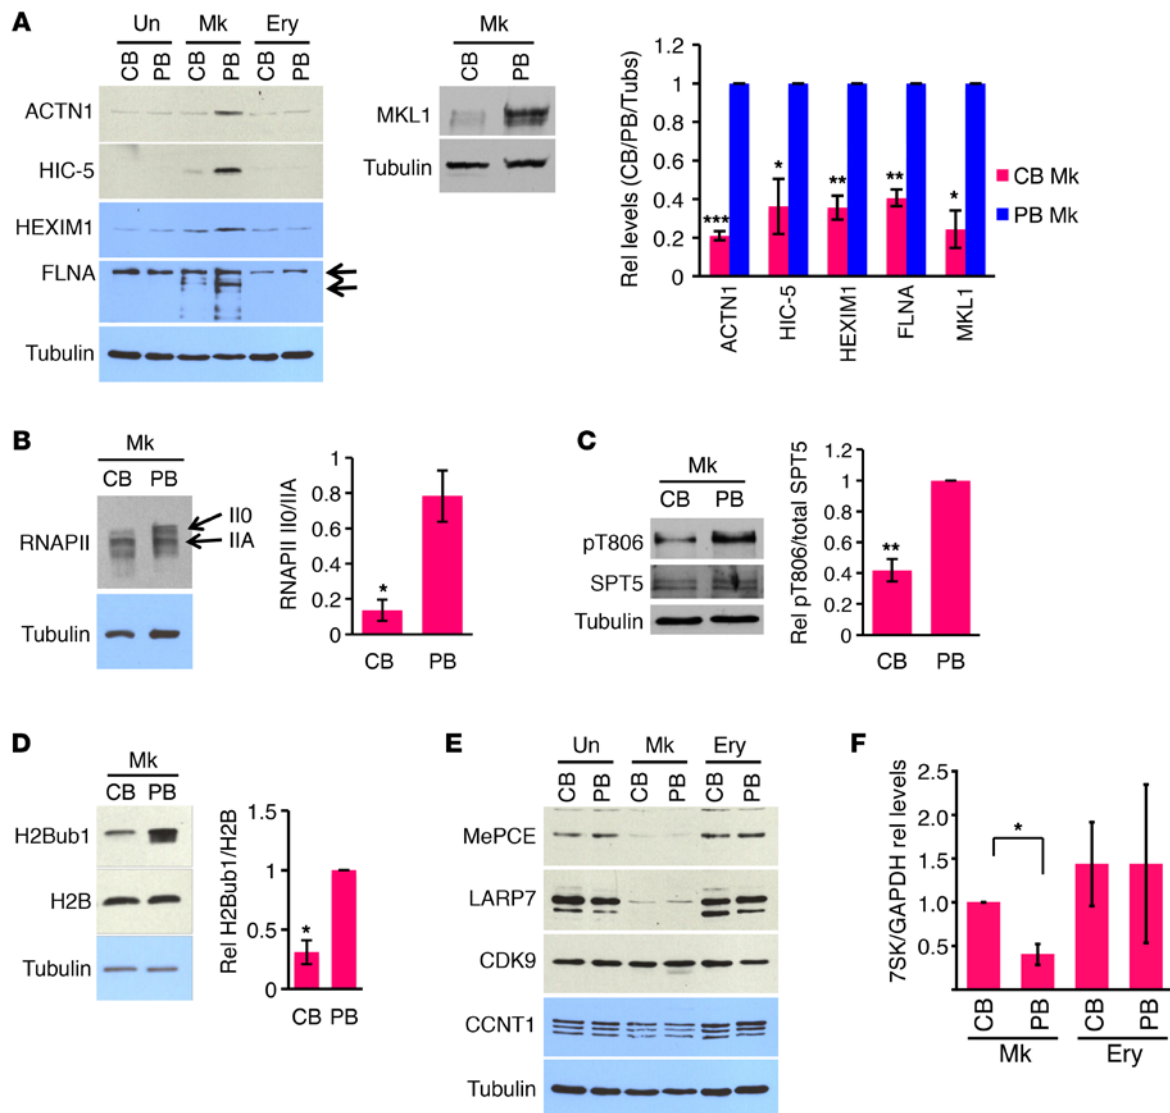 A
Un Mk Ery
CB PB CB PB CB PB
ACTN1
HIC-5
HEXIM1
FLNA
Tubulin
Mk
CB PB
MKL1
Tubulin
Rel levels (CB/PB/Tubs)
1.2
1
0.8
0.6
0.4
0.2
0
*** * ** ** *
ACTN1 HIC-5 HEXIM1 FLNA MKL1
CB Mk
PB Mk
B
Mk
CB PB
RNAPII
II0
IIA
Tubulin
RNAPII II0/IIA
1
0.8
0.6
0.4
0.2
0
*
CB PB
C
Mk
CB PB
pT806
SPT5
Tubulin
Rel pT806/total SPT5
1.2
1
0.8
0.6
0.4
0.2
0
**
CB PB
D
Mk
CB PB
H2Bub1
H2B
Tubulin
Rel H2Bub1/H2B
1.5
1
0.5
0
*
CB PB
E
Un Mk Ery
CB PB CB PB CB PB
MePCE
LARP7
CDK9
CCNT1
Tubulin
F
7SK/GAPDH rel levels
2.5
2.0
1.5
1.0
0.5
*
CB PB CB PB
Mk Ery